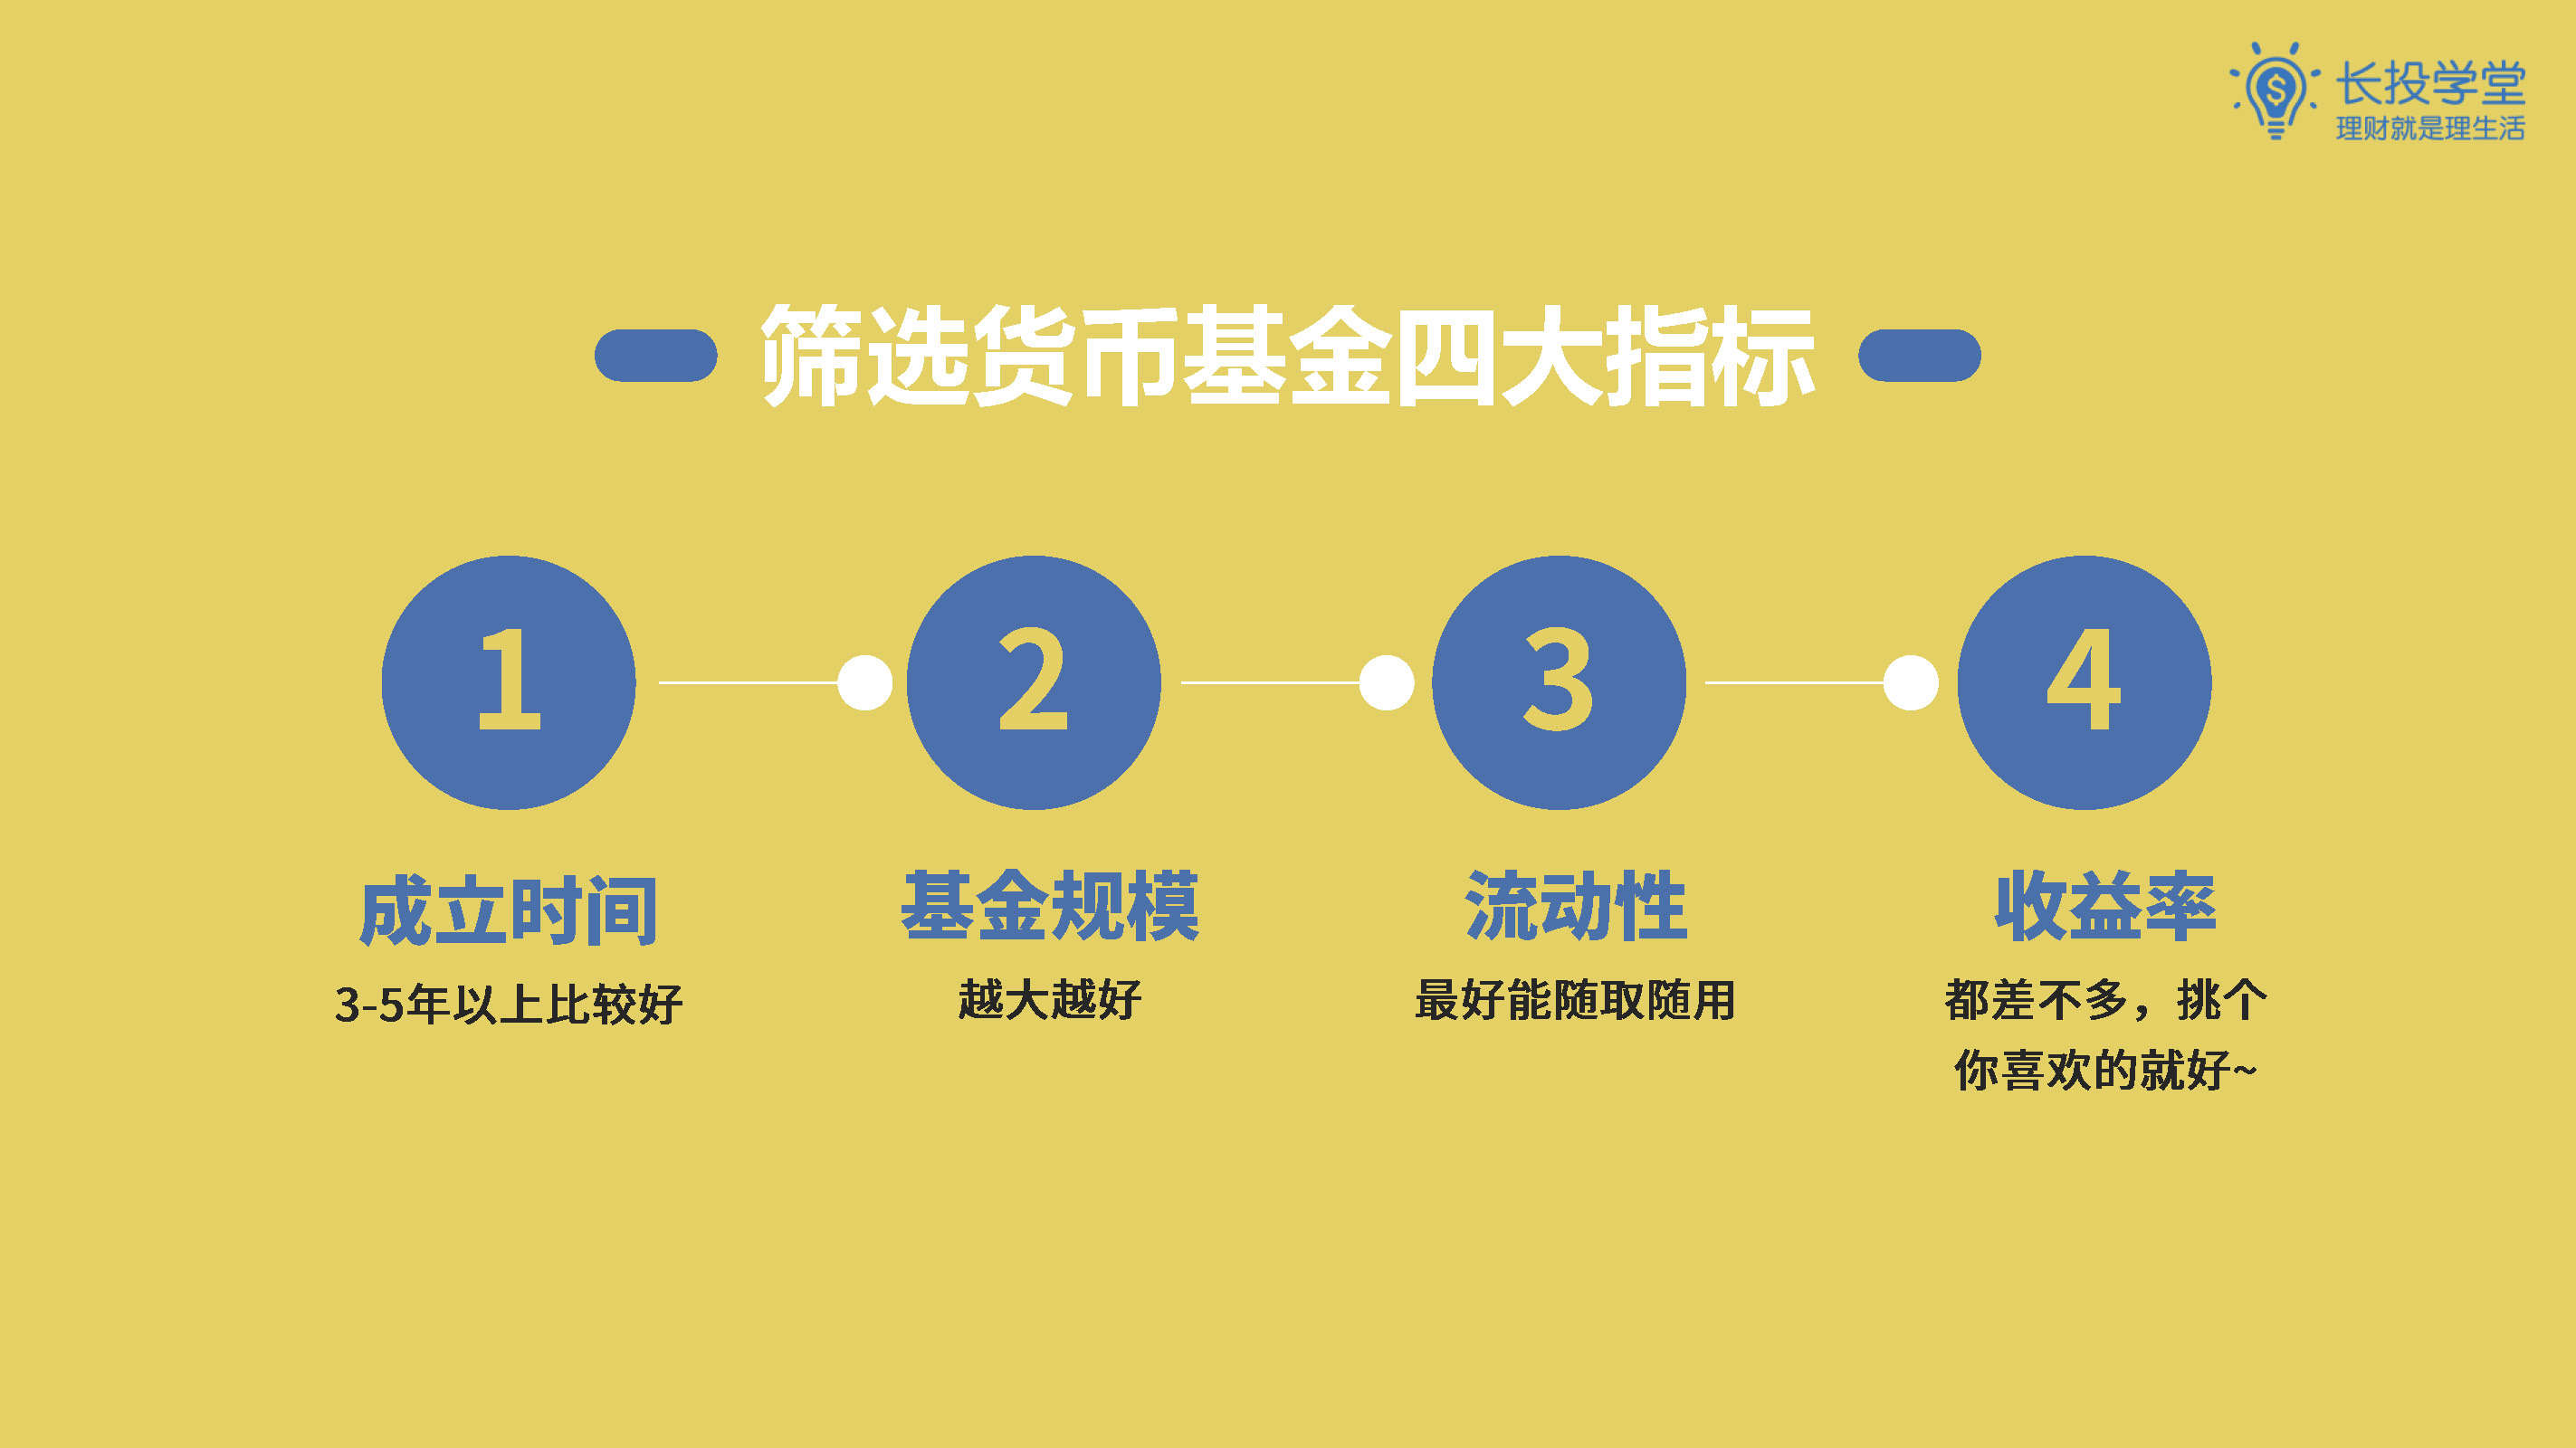 长投学堂
理财就是理生活
筛选货币基金四大指标
1
2
3
4
成立时间
基金规模
流动性
收益率
3-5年以上比较好
越大越好
最好能随取随用
都差不多，挑个
你喜欢的就好~